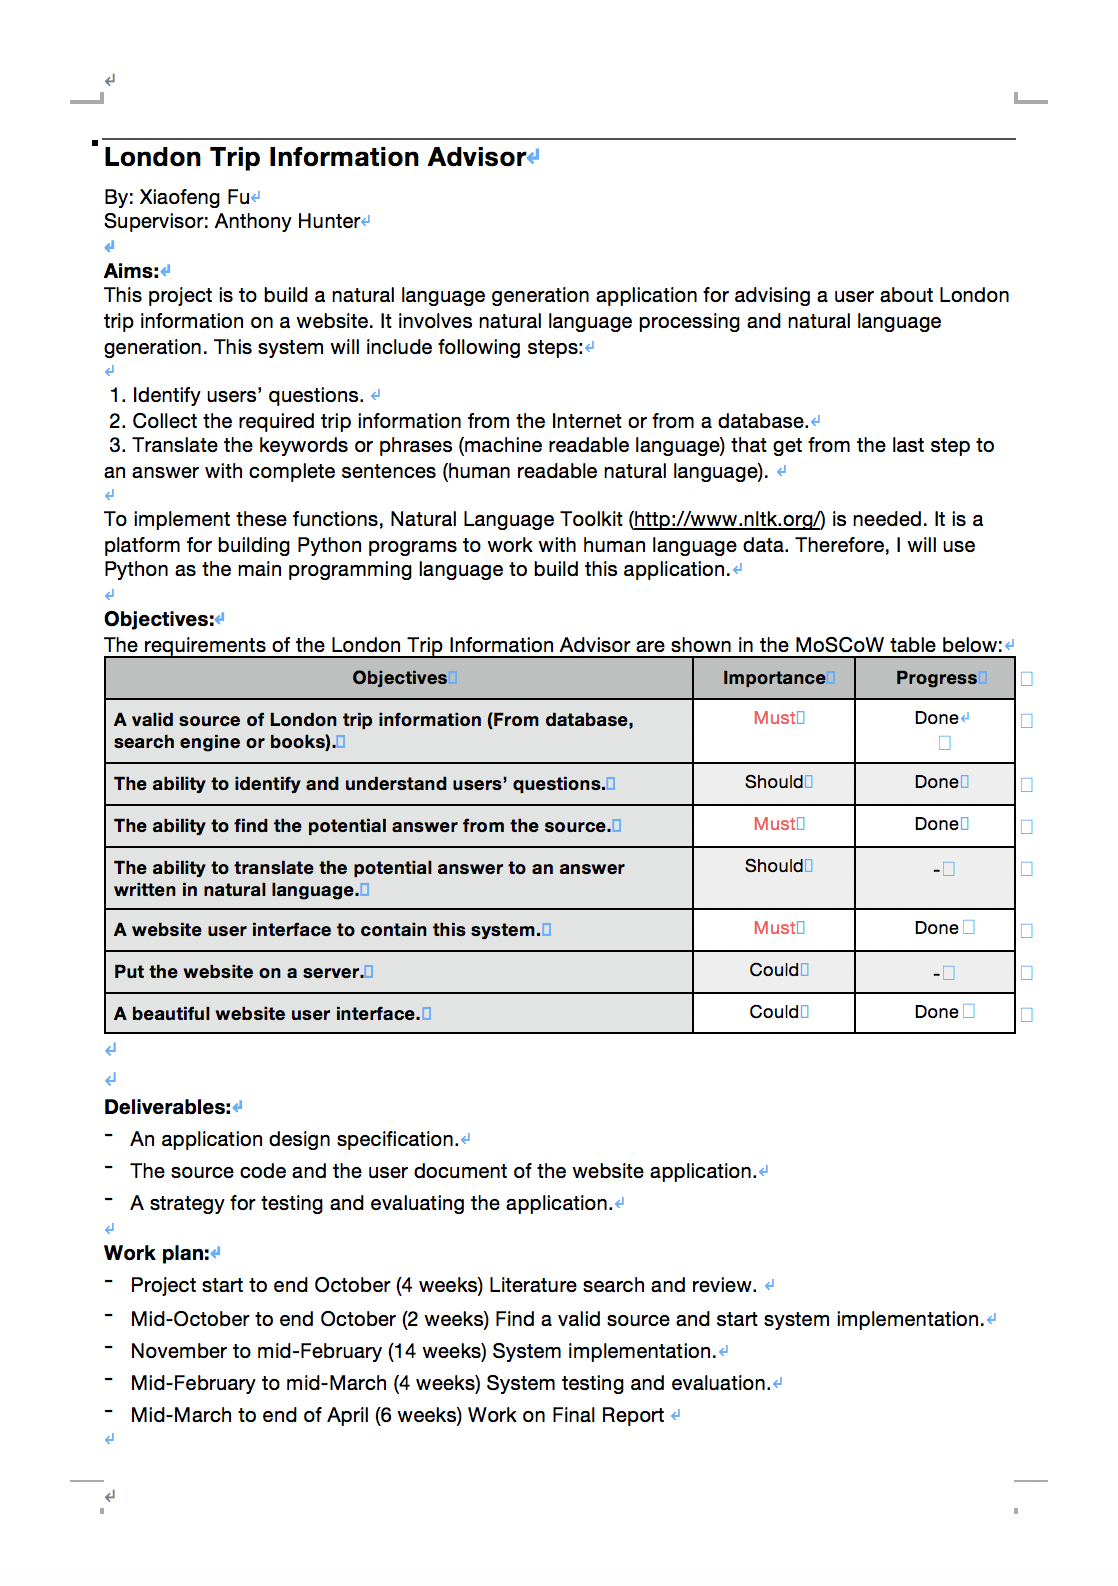 London Trip Information Advisor
By: Xiaofeng Fu
Supervisor: Anthony Hunter
Aims:
This project is to build a natural language generation application for advising a user about London
trip information on a website. It involves natural language processing and natural language
generation. This system will include following steps:
1. Identify users’ questions.
2. Collect the required trip information from the Internet or from a database.
3. Translate the keywords or phrases (machine readable language) that get from the last step to
an answer with complete sentences (human readable natural language).
To implement these functions, Natural Language Toolkit (http://www.nltk.org/) is needed. It is a
platform for building Python programs to work with human language data. Therefore, I will use
Python as the main programming language to build this application.
Objectives:
The requirements of the London Trip Information Advisor are shown in the MoSCoW table below:
Objectives Importance Progress
A valid source of London trip information (From database, Must Done
search engine or books).
The ability to identify and understand users’ questions. Should Done
The ability to find the potential answer from the source. Must Done
The ability to translate the potential answer to an answer Should -
written in natural language.
A website user interface to contain this system. Must Done
Put the website on a server. Could -
A beautiful website user interface. Could Done
Deliverables:
- An application design specification.
- The source code and the user document of the website application.
- A strategy for testing and evaluating the application.
Work plan:
- Project start to end October (4 weeks) Literature search and review.
- Mid-October to end October (2 weeks) Find a valid source and start system implementation.
- November to mid-February (14 weeks) System implementation.
- Mid-February to mid-March (4 weeks) System testing and evaluation.
- Mid-March to end of April (6 weeks) Work on Final Report